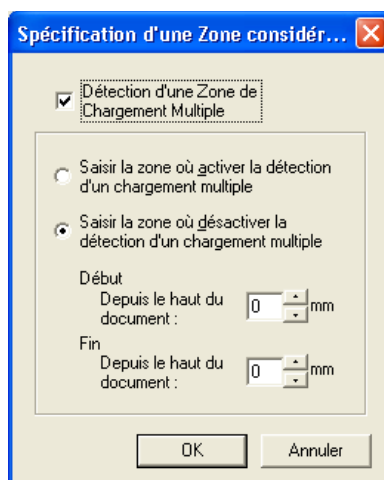 Spécification d'une Zone considér...
Détection d'une Zone de
Chargement Multiple
Saisir la zone où activer la détection
d'un chargement multiple
Saisir la zone où désactiver la
détection d'un chargement multiple
Début
Depuis le haut du
document :
0 mm
Fin
Depuis le haut du
document :
0 mm
OK Annuler